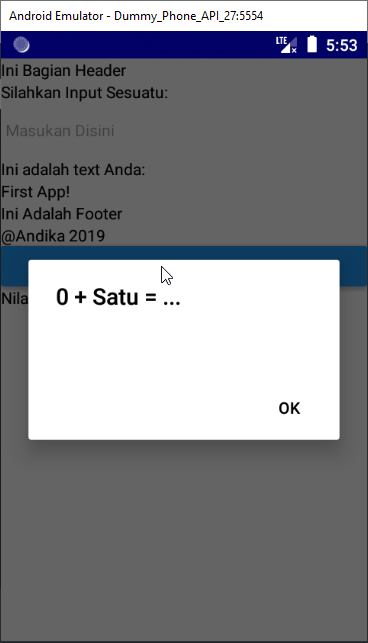 Android Emulator - Dummy_Phone_API_27:5554
LTE 5:53
Ini Bagian Header
Silahkan Input Sesuatu:
Masukan Disini
Ini adalah text Anda:
First App!
Ini Adalah Footer
@Andika 2019
0 + Satu = ...
Nila
OK